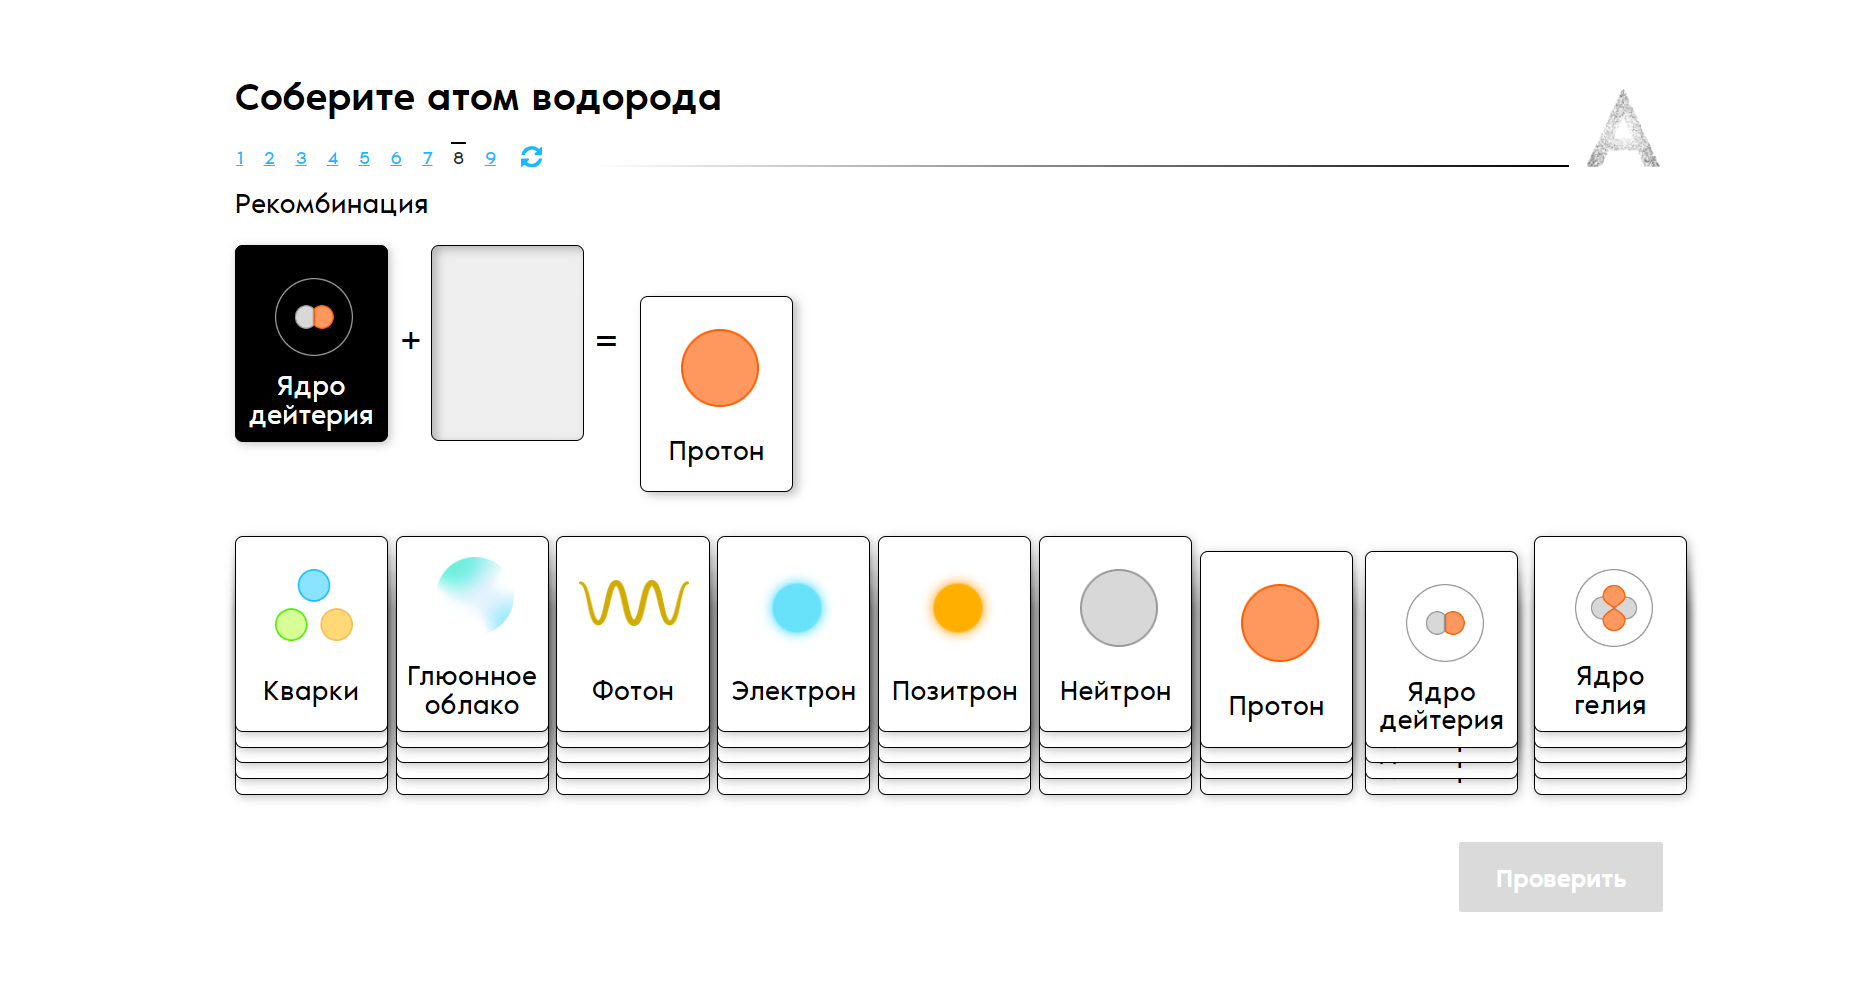 Соберите атом водорода
1 2 3 4 5 6 7 8 9
A
Рекомбинация
Ядро
дейтерия
+
=
Протон
Кварки
Глюонное
облако
Фотон
Электрон
Позитрон
Нейтрон
Протон
Ядро
дейтерия
Ядро
гелия
Проверить